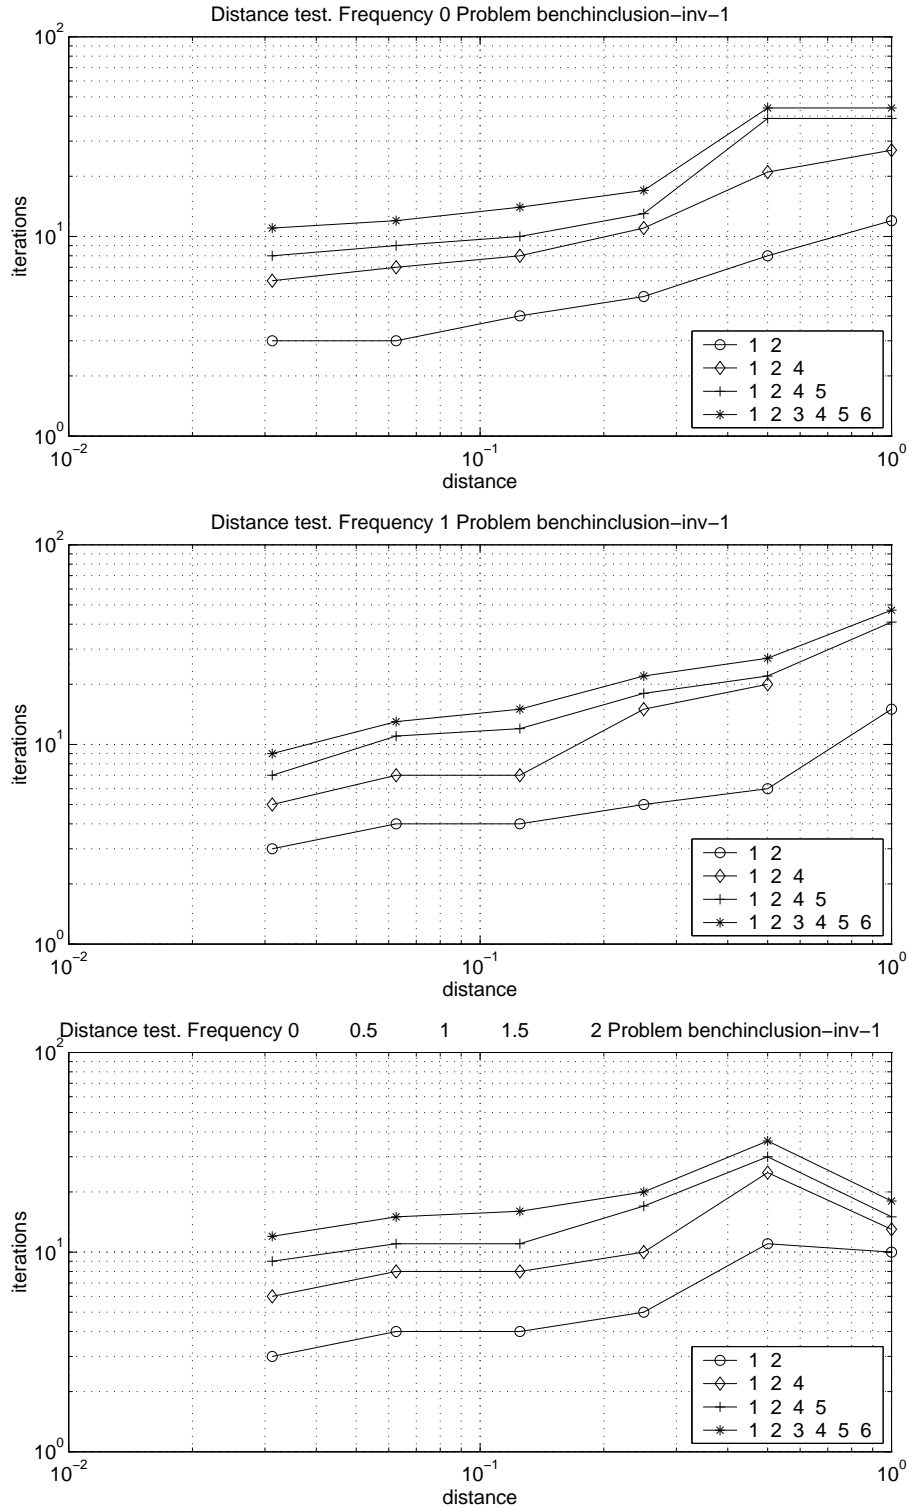 Distance test. Frequency 0 Problem benchinclusion−inv−1
10^2
10^1
10^0
iterations
1 2
1 2 4
1 2 4 5
1 2 3 4 5 6
10^−2 10^−1 10^0
distance
Distance test. Frequency 1 Problem benchinclusion−inv−1
10^2
10^1
10^0
iterations
1 2
1 2 4
1 2 4 5
1 2 3 4 5 6
10^−2 10^−1 10^0
distance
Distance test. Frequency 0 0.5 1 1.5 2 Problem benchinclusion−inv−1
10^2
10^1
10^0
iterations
1 2
1 2 4
1 2 4 5
1 2 3 4 5 6
10^−2 10^−1 10^0
distance